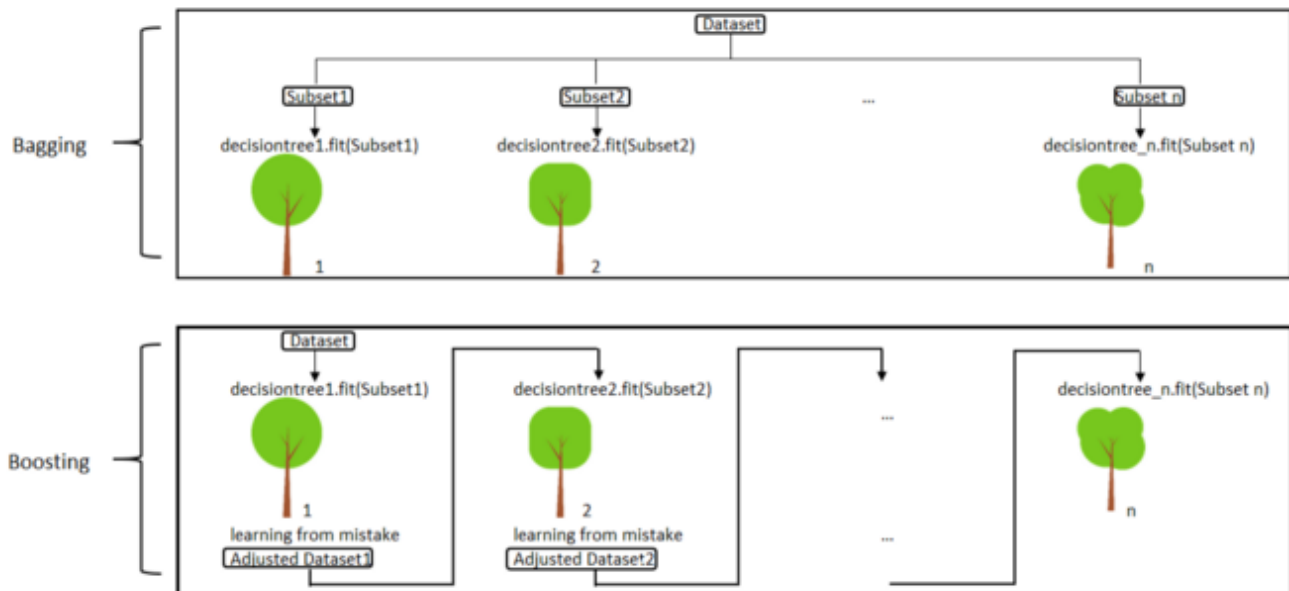 Dataset
Subset1 Subset2 ... Subset n
Bagging
decisiontree1.fit(Subset1) decisiontree2.fit(Subset2) decisiontree_n.fit(Subset n)
1 2 n
Dataset
decisiontree1.fit(Subset1) decisiontree2.fit(Subset2) decisiontree_n.fit(Subset n)
...
Boosting
1 2 n
learning from mistake learning from mistake ...
Adjusted Dataset1 Adjusted Dataset2